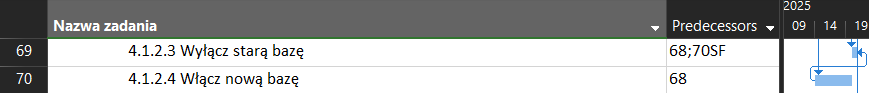 2025
Nazwa zadania Predecessors 09 14 19
69 4.1.2.3 Wyłącz starą bazę 68;70SF
70 4.1.2.4 Włącz nową bazę 68